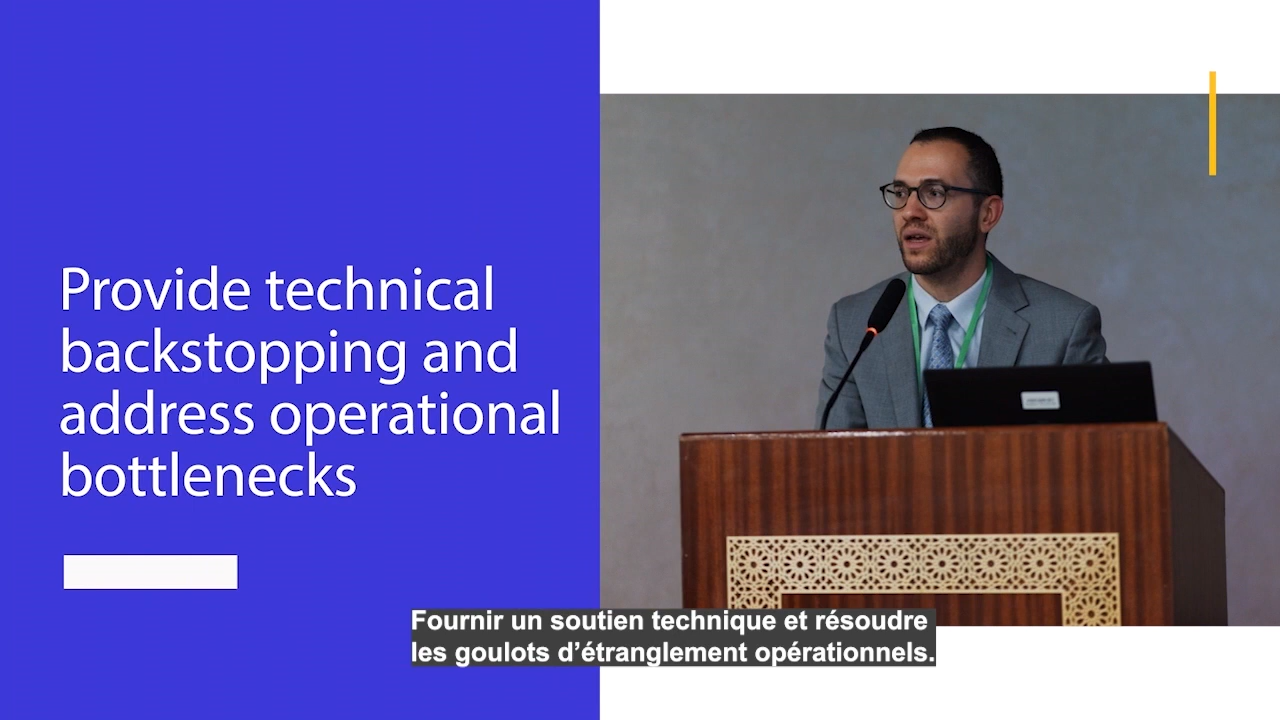 Provide technical
backstopping and
address operational
bottlenecks
Fournir un soutien technique et résoudre
les goulots d’étranglement opérationnels.